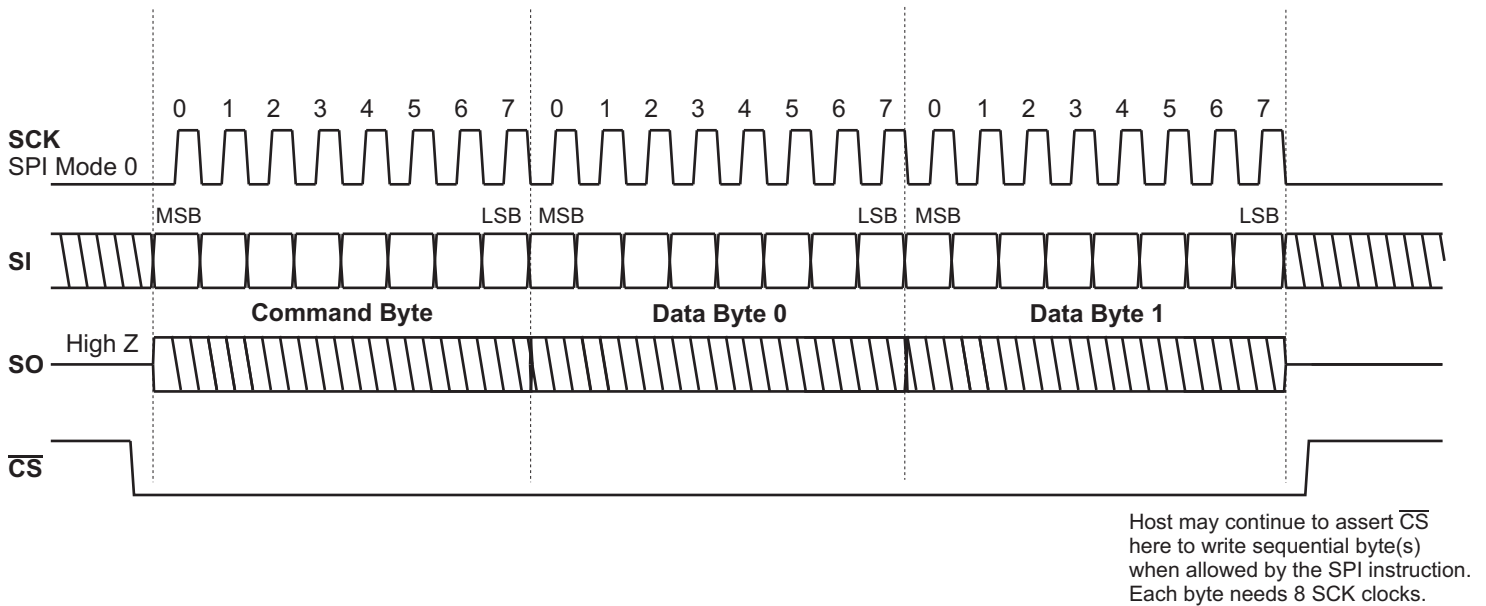 0 1 2 3 4 5 6 7 0 1 2 3 4 5 6 7 0 1 2 3 4 5 6 7
SCK
SPI Mode 0
MSB LSB MSB LSB MSB LSB
SI
Command Byte Data Byte 0 Data Byte 1
High Z
SO
C̅S̅
Host may continue to assert C̅S̅
here to write sequential byte(s)
when allowed by the SPI instruction.
Each byte needs 8 SCK clocks.